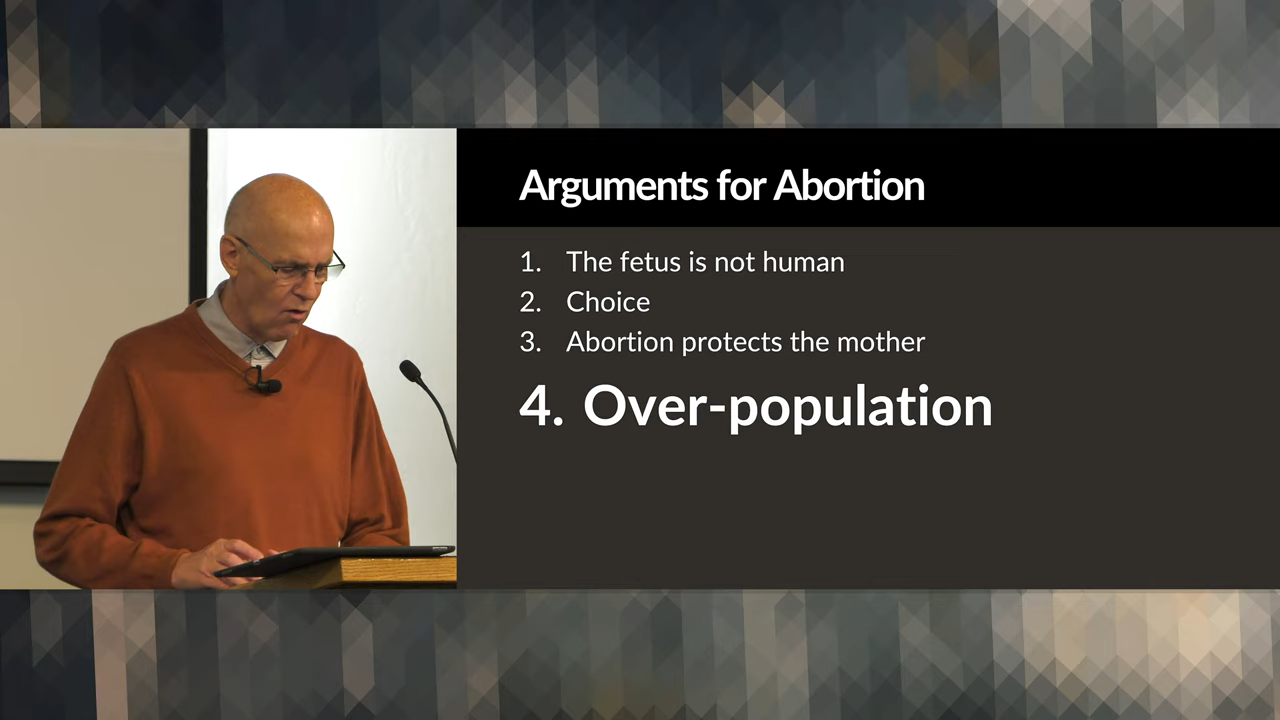 Arguments for Abortion
1. The fetus is not human
2. Choice
3. Abortion protects the mother
4. Over-population